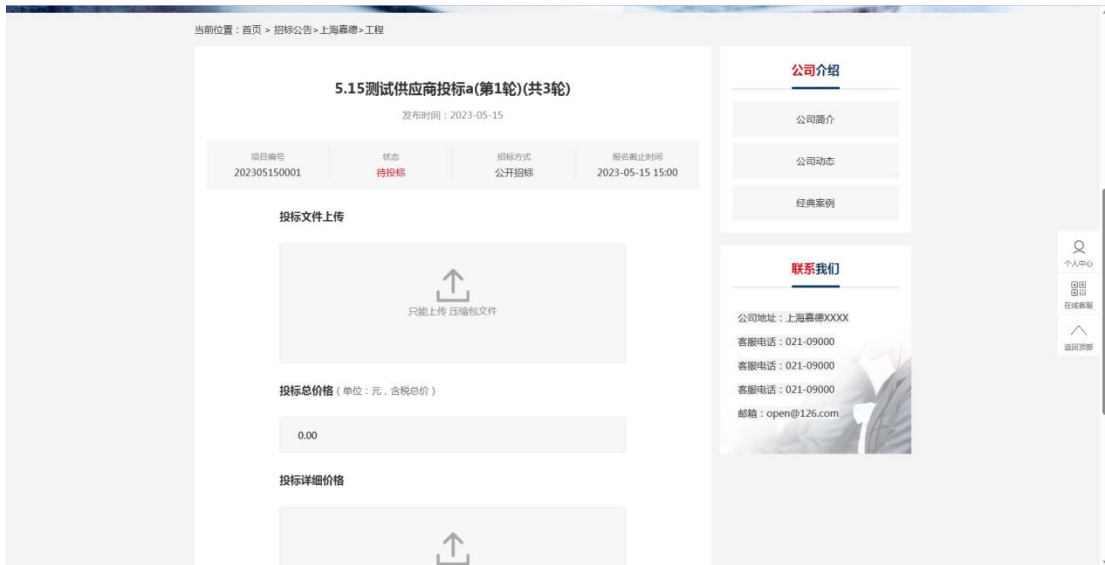 当前位置：首页 > 招标公告>上海嘉德>工程
5.15测试供应商投标a(第1轮)(共3轮)
发布时间：2023-05-15
项目编号 状态 招标方式 报名截止时间
202305150001 待投标 公开招标 2023-05-15 15:00
投标文件上传
只能上传 压缩包文件
投标总价格（单位：元，含税总价）
0.00
投标详细价格
公司介绍
公司简介
公司动态
经典案例
联系我们
公司地址：上海嘉德XXXX
客服电话：021-09000
客服电话：021-09000
客服电话：021-09000
邮箱：open@126.com
个人中心
在线客服
返回顶部